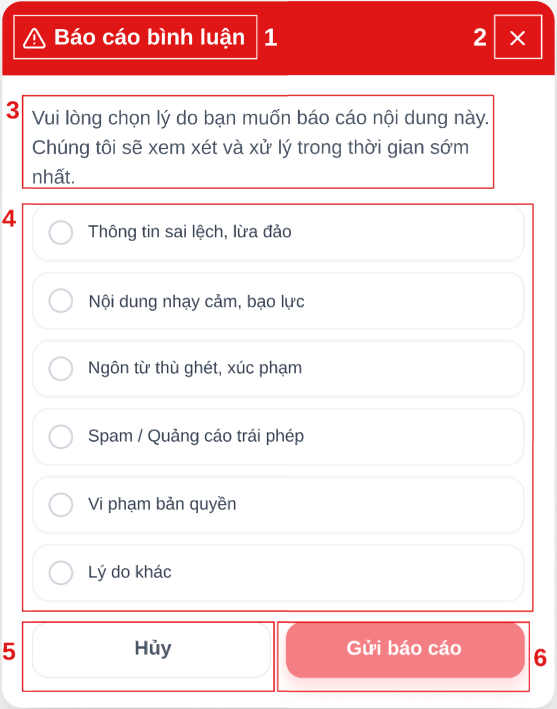 Báo cáo bình luận 1
2
3
Vui lòng chọn lý do bạn muốn báo cáo nội dung này.
Chúng tôi sẽ xem xét và xử lý trong thời gian sớm
nhất.
4
Thông tin sai lệch, lừa đảo
Nội dung nhạy cảm, bạo lực
Ngôn từ thù ghét, xúc phạm
Spam / Quảng cáo trái phép
Vi phạm bản quyền
Lý do khác
5
Hủy
Gửi báo cáo
6